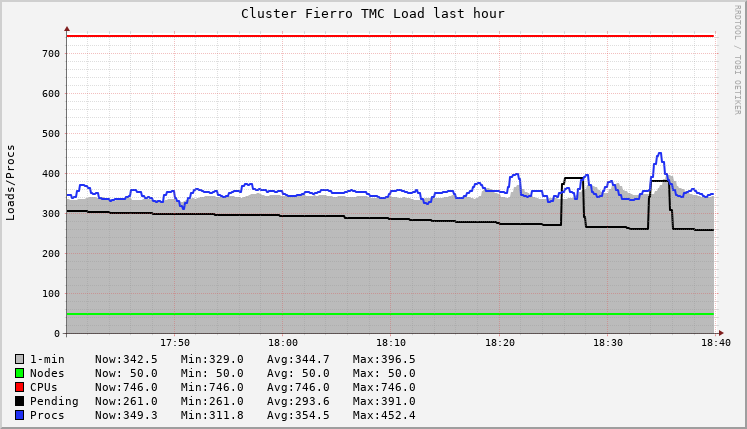 Cluster Fierro TMC Load last hour
RRDTOOL / TOBI OETIKER
Loads/Procs
700
600
500
400
300
200
100
0
17:50 18:00 18:10 18:20 18:30 18:40
1-min Now:342.5 Min:329.0 Avg:344.7 Max:396.5
Nodes Now: 50.0 Min: 50.0 Avg: 50.0 Max: 50.0
CPUs Now:746.0 Min:746.0 Avg:746.0 Max:746.0
Pending Now:261.0 Min:261.0 Avg:293.6 Max:391.0
Procs Now:349.3 Min:311.8 Avg:354.5 Max:452.4